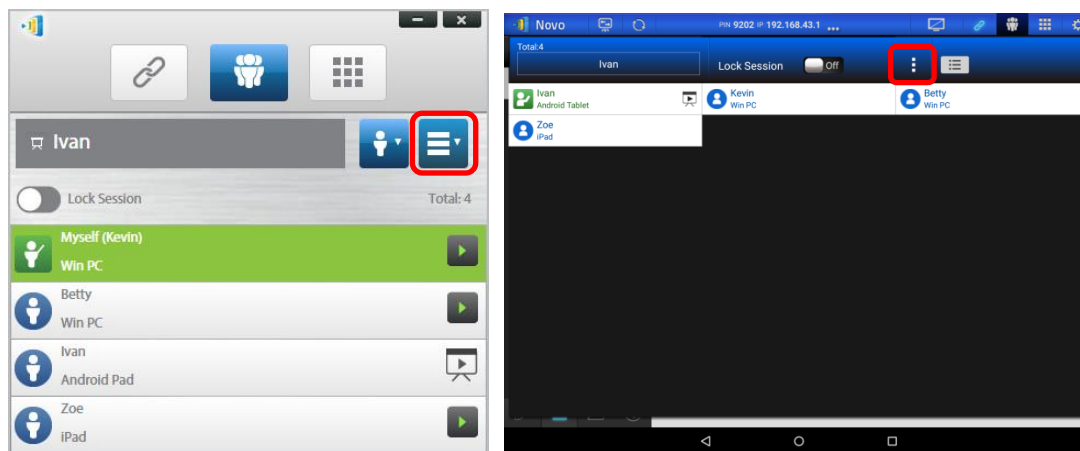 Ivan
Lock Session
Total: 4
Myself (Kevin)
Win PC
Betty
Win PC
Ivan
Android Pad
Zoe
iPad
Novo
PIN 9202 IP 192.168.43.1 ...
Total:4
Ivan
Lock Session Off
Ivan
Android Tablet
Kevin
Win PC
Betty
Win PC
Zoe
iPad